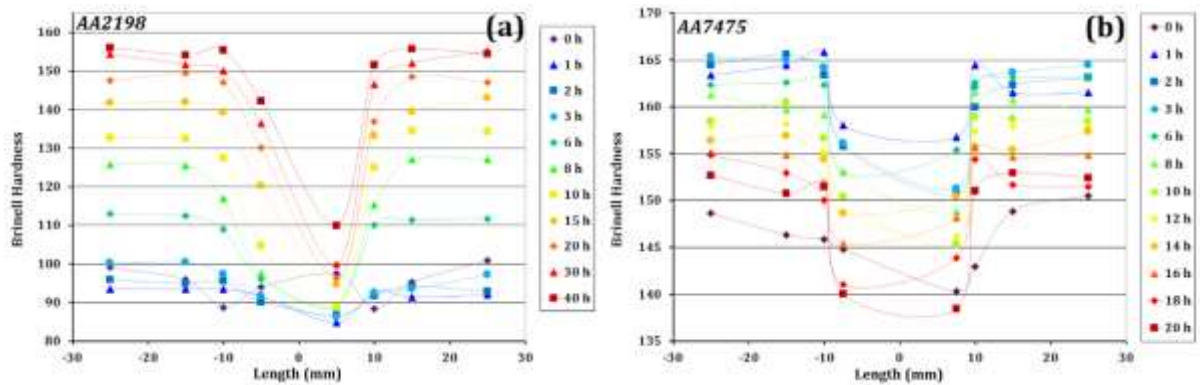 AA2198
(a)
Brinell Hardness
160
150
140
130
120
110
100
90
80
-30
-20
-10
0
10
20
30
Length (mm)
0 h
1 h
2 h
3 h
6 h
8 h
10 h
15 h
20 h
30 h
40 h
AA7475
(b)
Brinell Hardness
170
165
160
155
150
145
140
135
-30
-20
-10
0
10
20
30
Length (mm)
0 h
1 h
2 h
3 h
6 h
8 h
10 h
12 h
14 h
16 h
18 h
20 h